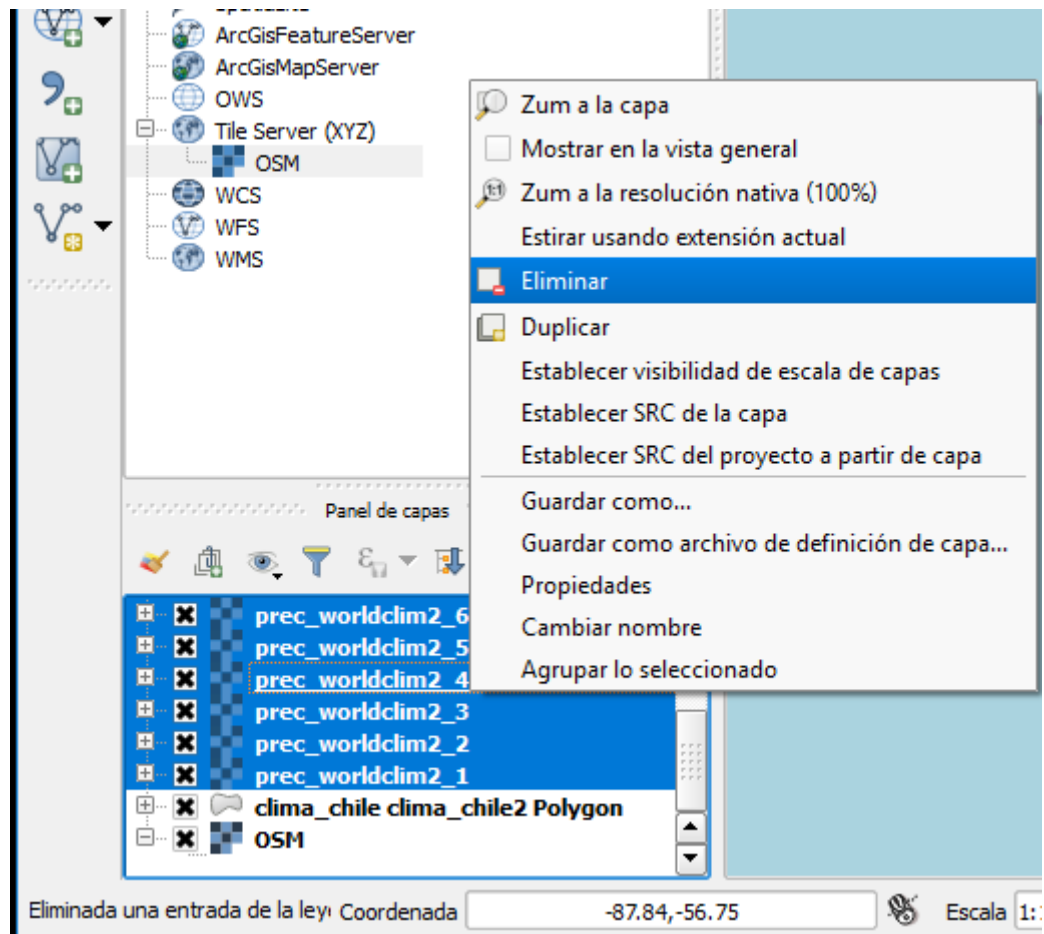 ArcGisFeatureServer
ArcGisMapServer
OWS
Tile Server (XYZ)
OSM
WCS
WFS
WMS
Zum a la capa
Mostrar en la vista general
Zum a la resolución nativa (100%)
Estirar usando extensión actual
Eliminar
Duplicar
Establecer visibilidad de escala de capas
Establecer SRC de la capa
Establecer SRC del proyecto a partir de capa
Guardar como...
Guardar como archivo de definición de capa...
Propiedades
Cambiar nombre
Agrupar lo seleccionado
Panel de capas
prec_worldclim2_6
prec_worldclim2_5
prec_worldclim2_4
prec_worldclim2_3
prec_worldclim2_2
prec_worldclim2_1
clima_chile clima_chile2 Polygon
OSM
Eliminada una entrada de la ley Coordenada -87.84,-56.75 Escala 1: